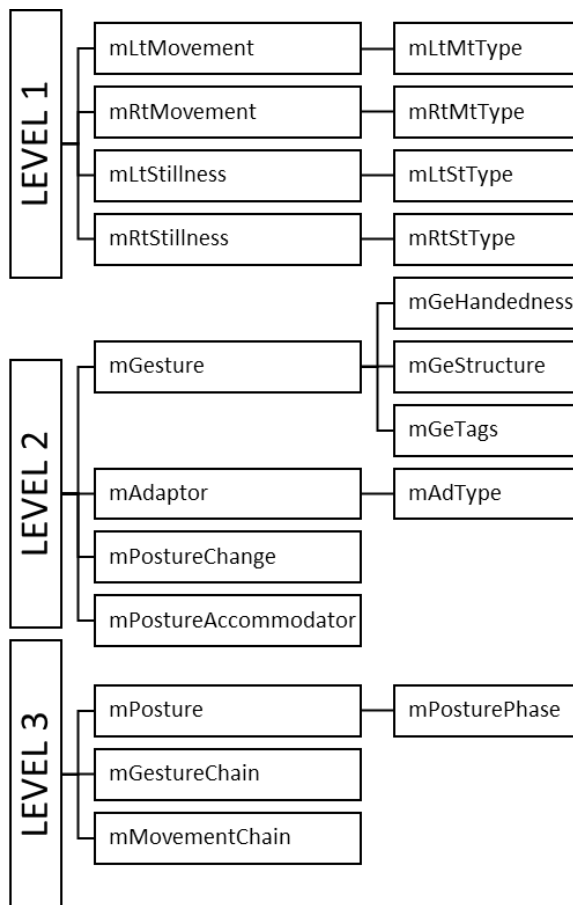 LEVEL 1
mLtMovement
mLtMtType
mRtMovement
mRtMtType
mLtStillness
mLtStType
mRtStillness
mRtStType
LEVEL 2
mGesture
mGeHandedness
mGeStructure
mGeTags
mAdaptor
mAdType
mPostureChange
mPostureAccommodator
LEVEL 3
mPosture
mPosturePhase
mGestureChain
mMovementChain